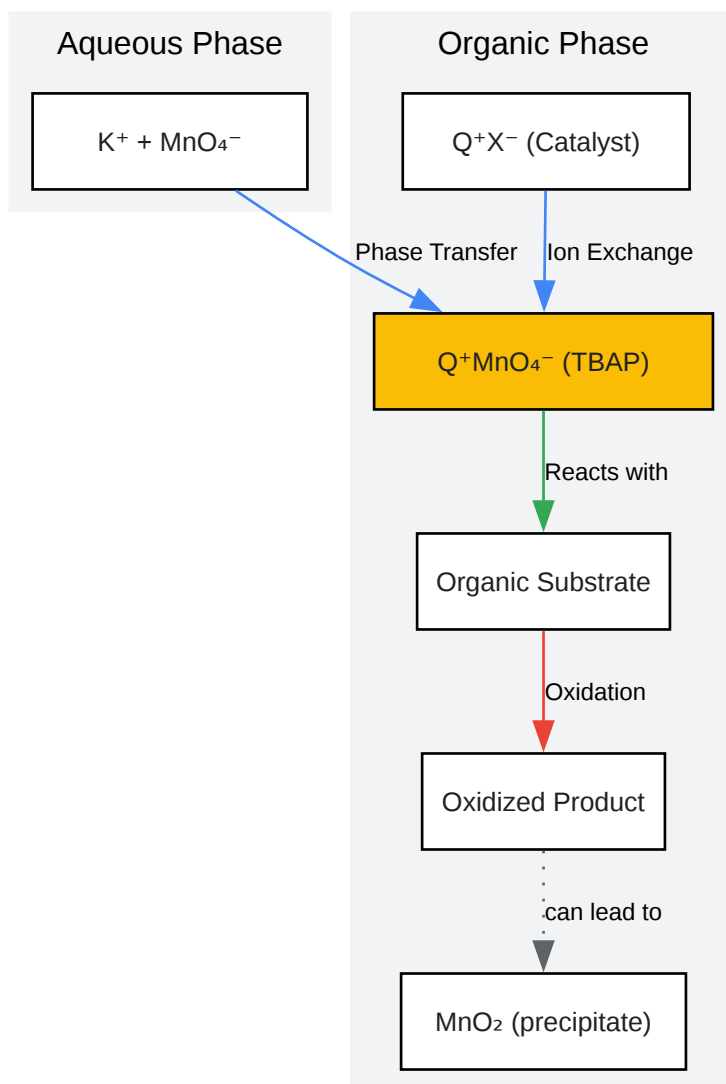 Aqueous Phase
Organic Phase
K⁺ + MnO₄⁻
Q⁺X⁻ (Catalyst)
Phase Transfer
Ion Exchange
Q⁺MnO₄⁻ (TBAP)
Reacts with
Organic Substrate
Oxidation
Oxidized Product
can lead to
MnO₂ (precipitate)